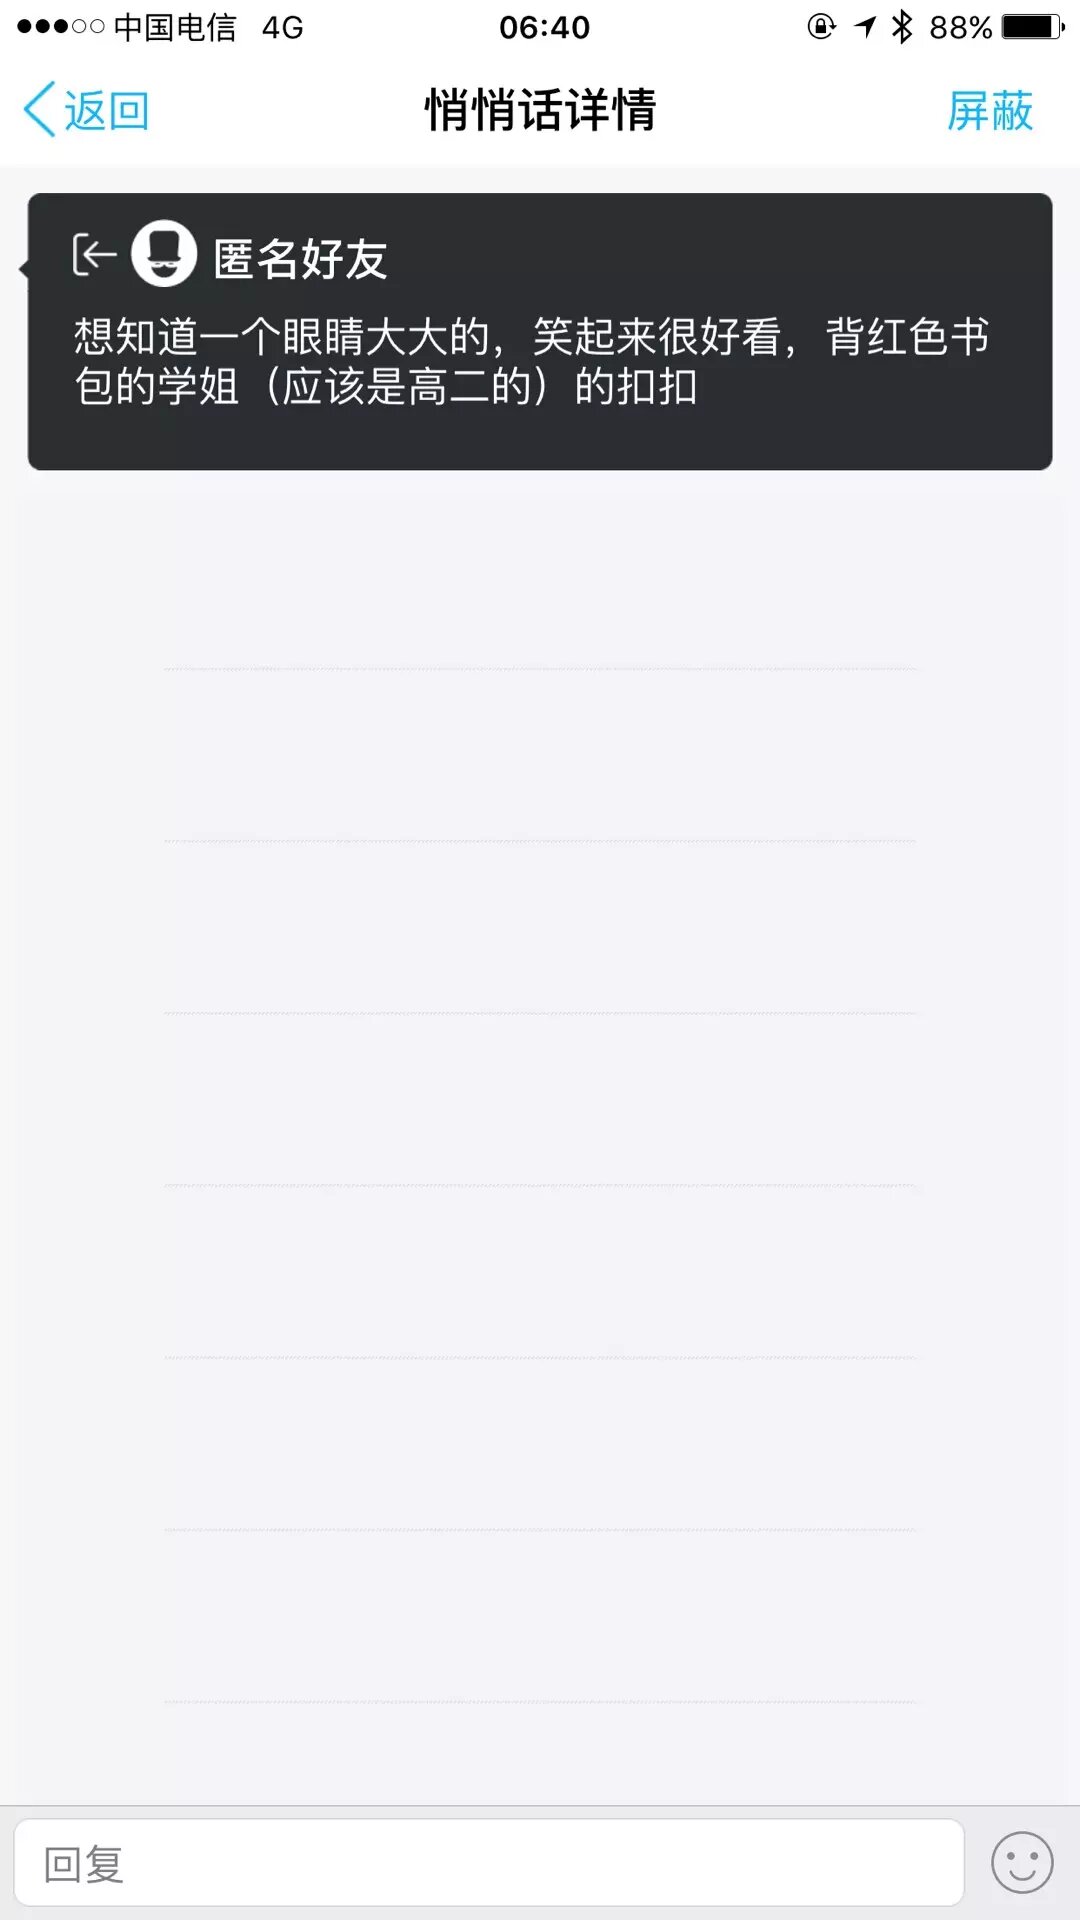 中国电信 4G 06:40 88%
返回 悄悄话详情 屏蔽
匿名好友
想知道一个眼睛大大的，笑起来很好看，背红色书
包的学姐（应该是高二的）的扣扣
回复